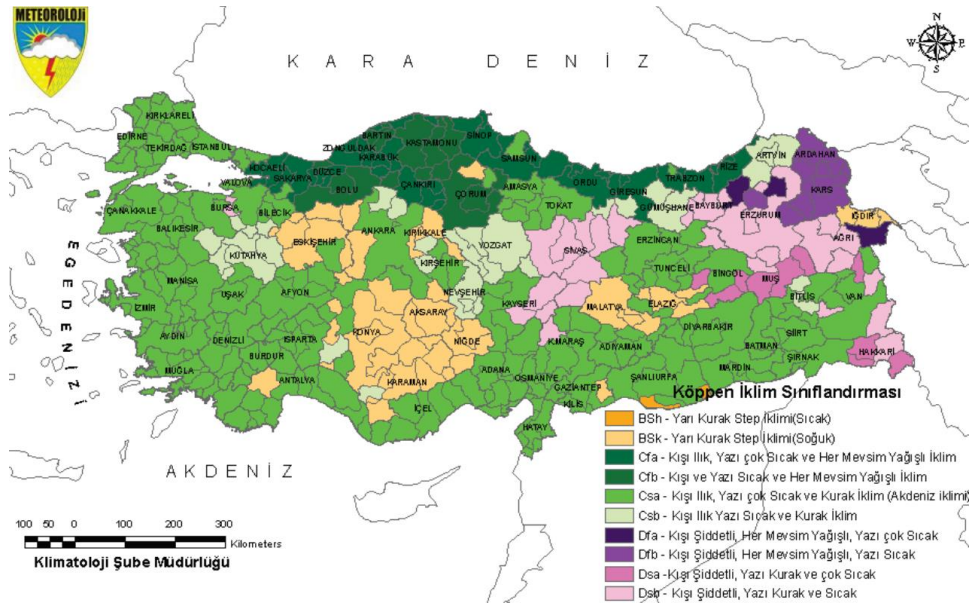 METEOROLOJİ
N
W E
S
KARA DENİZ
EGE DENİZİ
AKDENİZ
KIRKLARELİ
EDİRNE
TEKİRDAĞ
İSTANBUL
KOCAELİ
YALOVA
SAKARYA
DÜZCE
ZONGULDAK
BARTIN
KARABÜK
KASTAMONU
SİNOP
SAMSUN
BOLU
ÇANKIRI
ÇORUM
AMASYA
ORDU
GİRESUN
TRABZON
RİZE
ARTVİN
ARDAHAN
KARS
ÇANAKKALE
BALIKESİR
BURSA
BİLECİK
ESKİŞEHİR
ANKARA
KIRIKKALE
YOZGAT
TOKAT
SİVAS
GÜMÜŞHANE
BAYBURT
ERZURUM
IĞDIR
AĞRI
KÜTAHYA
KIRŞEHİR
NEVŞEHİR
KAYSERİ
ERZİNCAN
TUNCELİ
BİNGÖL
MUŞ
BİTLİS
VAN
MANİSA
İZMİR
UŞAK
AFYON
AKSARAY
KONYA
NİĞDE
MALATYA
ELAZIĞ
DİYARBAKIR
SİİRT
BATMAN
ŞIRNAK
HAKKARİ
AYDIN
DENİZLİ
ISPARTA
BURDUR
MUĞLA
ANTALYA
KARAMAN
İÇEL
ADANA
OSMANİYE
K.MARAŞ
ADIYAMAN
GAZİANTEP
KİLİS
ŞANLIURFA
MARDİN
HATAY
Köppen İklim Sınıflandırması
BSh - Yarı Kurak Step İklimi(Sıcak)
BSk - Yarı Kurak Step İklimi(Soğuk)
Cfa - Kışı Ilık, Yazı çok Sıcak ve Her Mevsim Yağışlı İklim
Cfb - Kışı ve Yazı Sıcak ve Her Mevsim Yağışlı İklim
Csa - Kışı Ilık, Yazı çok Sıcak ve Kurak İklim (Akdeniz iklimi)
Csb - Kışı Ilık Yazı Sıcak ve Kurak İklim
Dfa - Kışı Şiddetli, Her Mevsim Yağışlı, Yazı çok Sıcak
Dfb - Kışı Şiddetli, Her Mevsim Yağışlı, Yazı Sıcak
Dsa -Kışı Şiddetli, Yazı Kurak ve çok Sıcak
Dsb - Kışı Şiddetli, Yazı Kurak ve Sıcak
100 50 0 100 200 300
Kilometers
Klimatoloji Şube Müdürlüğü